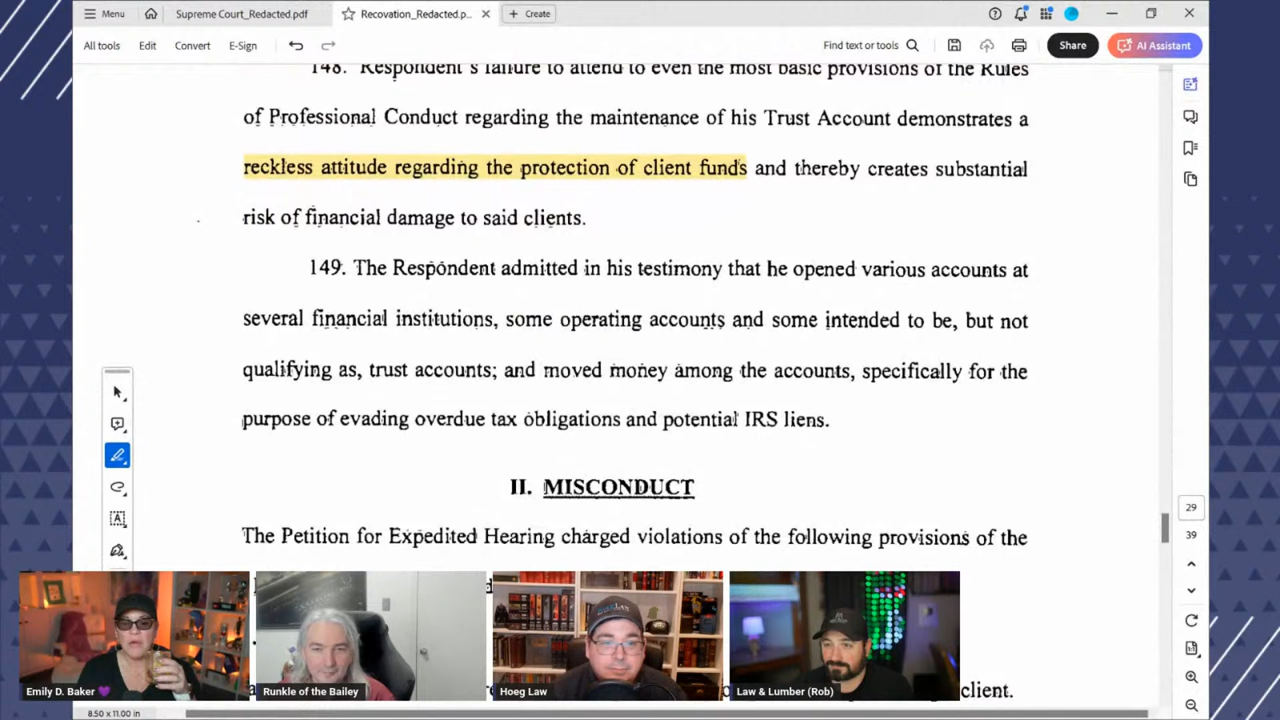 Menu
Supreme Court_Redacted.pdf
Recovation_Redacted.p...
Create
All tools
Edit
Convert
E-Sign
Find text or tools
Share
AI Assistant
148. Respondent's failure to attend to even the most basic provisions of the Rules
of Professional Conduct regarding the maintenance of his Trust Account demonstrates a
reckless attitude regarding the protection of client funds and thereby creates substantial
risk of financial damage to said clients.
149. The Respondent admitted in his testimony that he opened various accounts at
several financial institutions, some operating accounts and some intended to be, but not
qualifying as, trust accounts; and moved money among the accounts, specifically for the
purpose of evading overdue tax obligations and potential IRS liens.
II. MISCONDUCT
The Petition for Expedited Hearing charged violations of the following provisions of the
client.
29
39
Emily D. Baker 💜
Runkle of the Bailey
Hoeg Law
Law & Lumber (Rob)
8.50 x 11.00 in